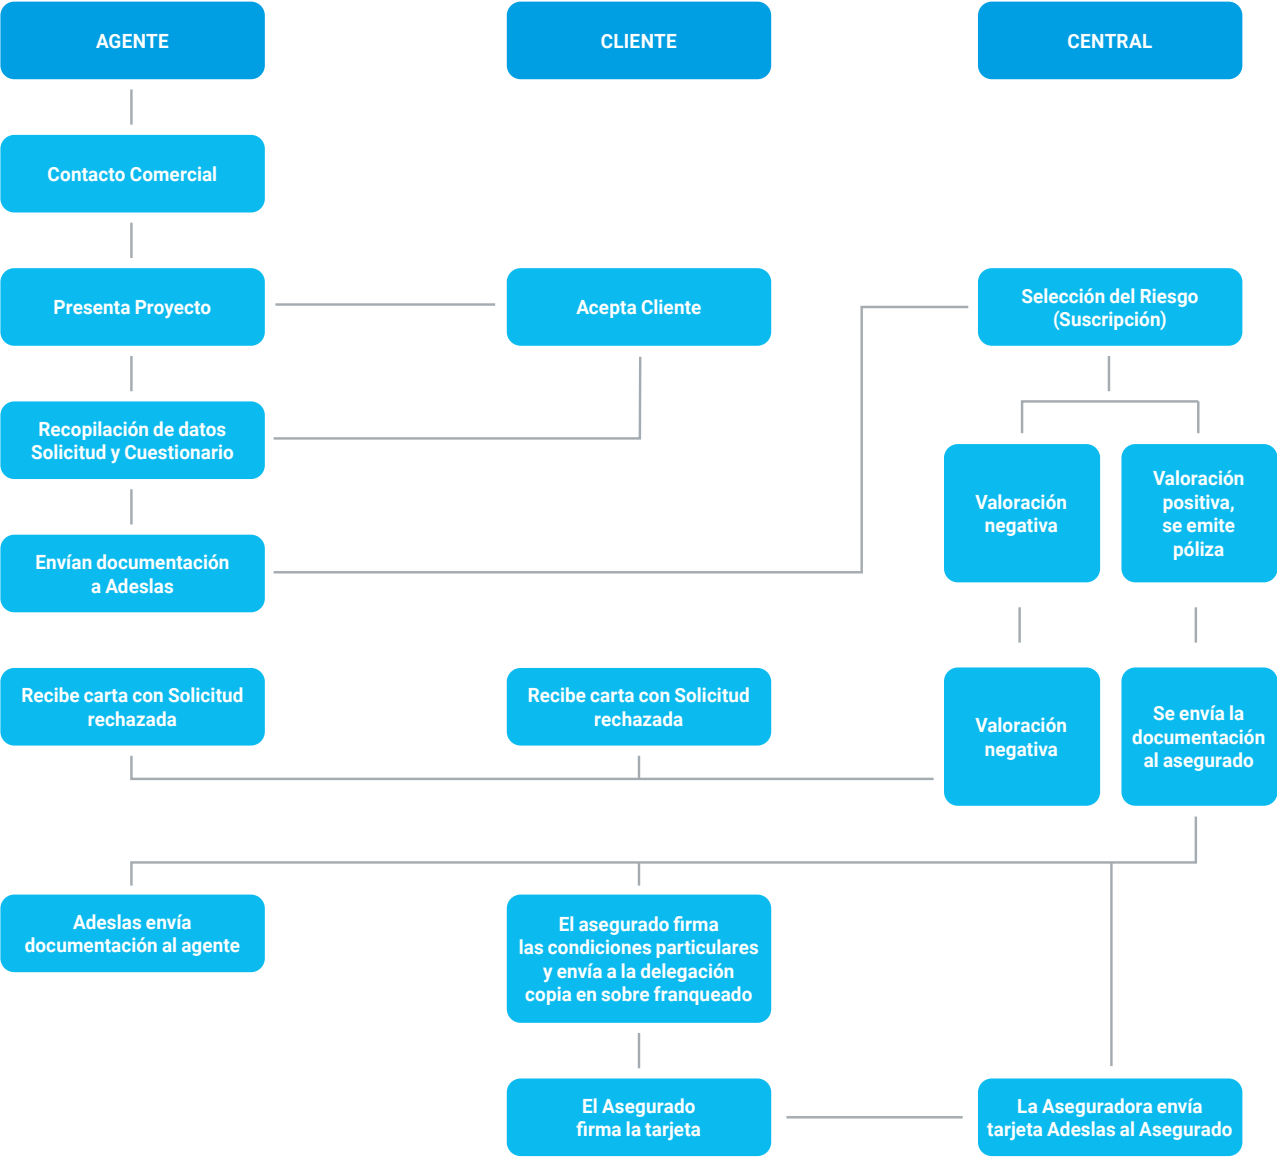 AGENTE
CLIENTE
CENTRAL
Contacto Comercial
Presenta Proyecto
Acepta Cliente
Selección del Riesgo
(Suscripción)
Recopilación de datos
Solicitud y Cuestionario
Valoración
negativa
Valoración
positiva,
se emite
póliza
Envían documentación
a Adeslas
Recibe carta con Solicitud
rechazada
Recibe carta con Solicitud
rechazada
Valoración
negativa
Se envía la
documentación
al asegurado
Adeslas envía
documentación al agente
El asegurado firma
las condiciones particulares
y envía a la delegación
copia en sobre franqueado
El Asegurado
firma la tarjeta
La Aseguradora envía
tarjeta Adeslas al Asegurado